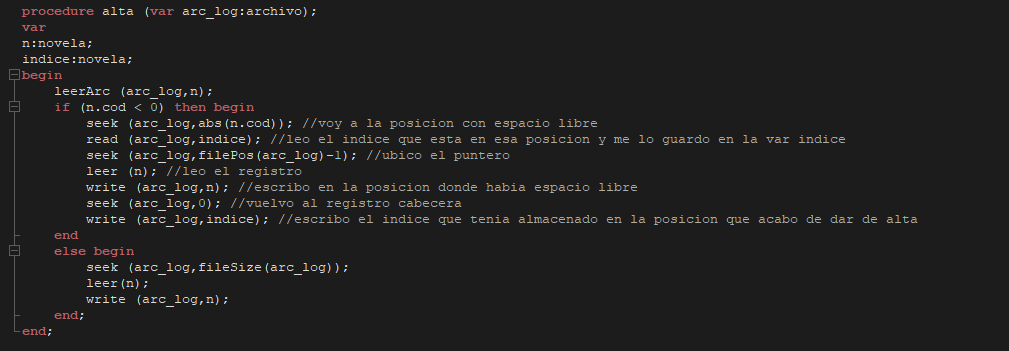 procedure alta (var arc_log:archivo);
var
n:novela;
indice:novela;
begin
leerArc (arc_log,n);
if (n.cod < 0) then begin
seek (arc_log,abs(n.cod)); //voy a la posicion con espacio libre
read (arc_log,indice); //leo el indice que esta en esa posicion y me lo guardo en la var indice
seek (arc_log,filePos(arc_log)-1); //ubico el puntero
leer (n); //leo el registro
write (arc_log,n); //escribo en la posicion donde habia espacio libre
seek (arc_log,0); //vuelvo al registro cabecera
write (arc_log,indice); //escribo el indice que tenia almacenado en la posicion que acabo de dar de alta
end
else begin
seek (arc_log,fileSize(arc_log));
leer(n);
write (arc_log,n);
end;
end;